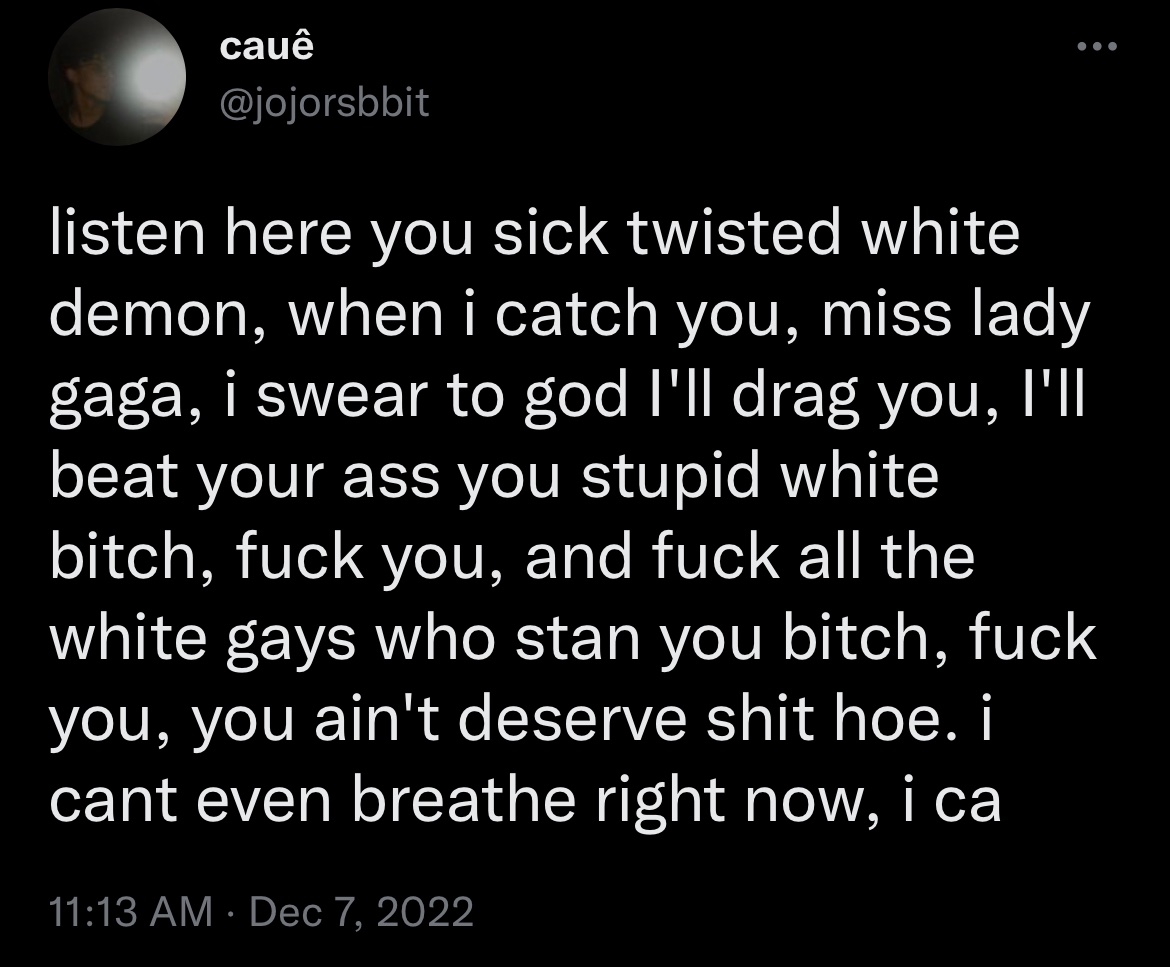 cauê
@jojorsbbit
listen here you sick twisted white
demon, when i catch you, miss lady
gaga, i swear to god I'll drag you, I'll
beat your ass you stupid white
bitch, fuck you, and fuck all the
white gays who stan you bitch, fuck
you, you ain't deserve shit hoe. i
cant even breathe right now, i ca
11:13 AM · Dec 7, 2022